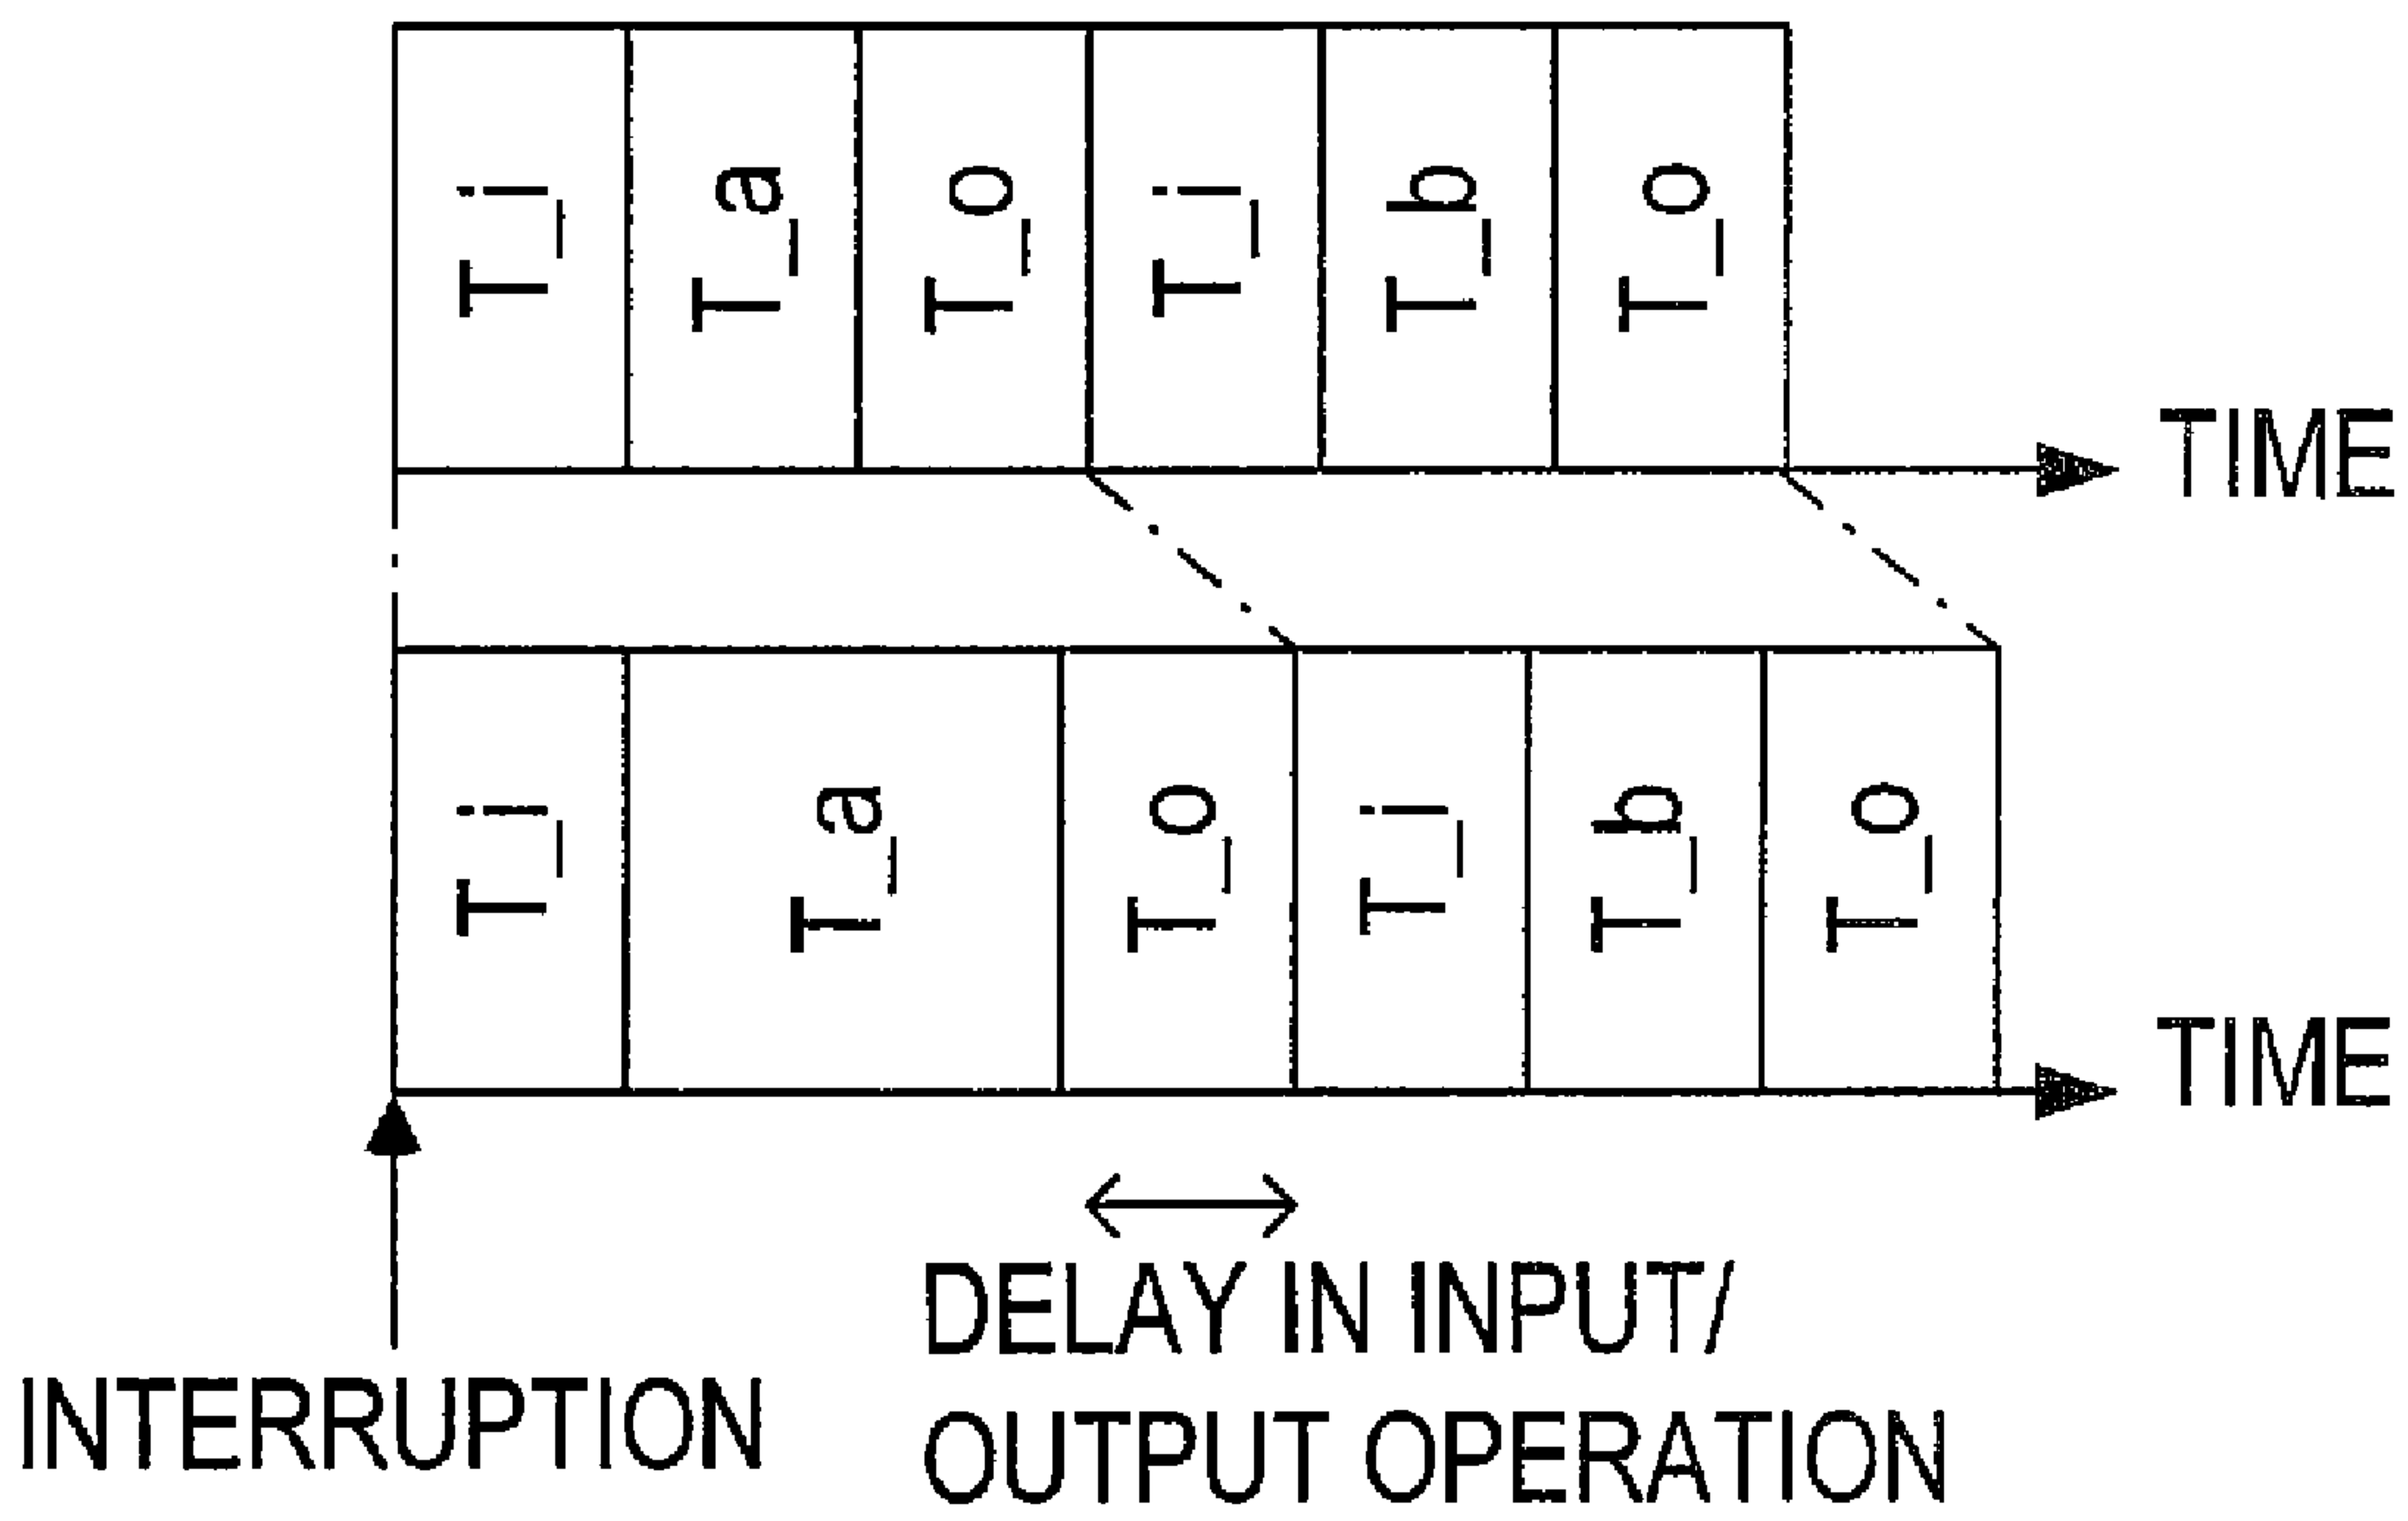 T_i T_a T_o T_i T_b T_o
TIME
T_i T_a T_o T_i T_b T_o
TIME
DELAY IN INPUT/
OUTPUT OPERATION
INTERRUPTION